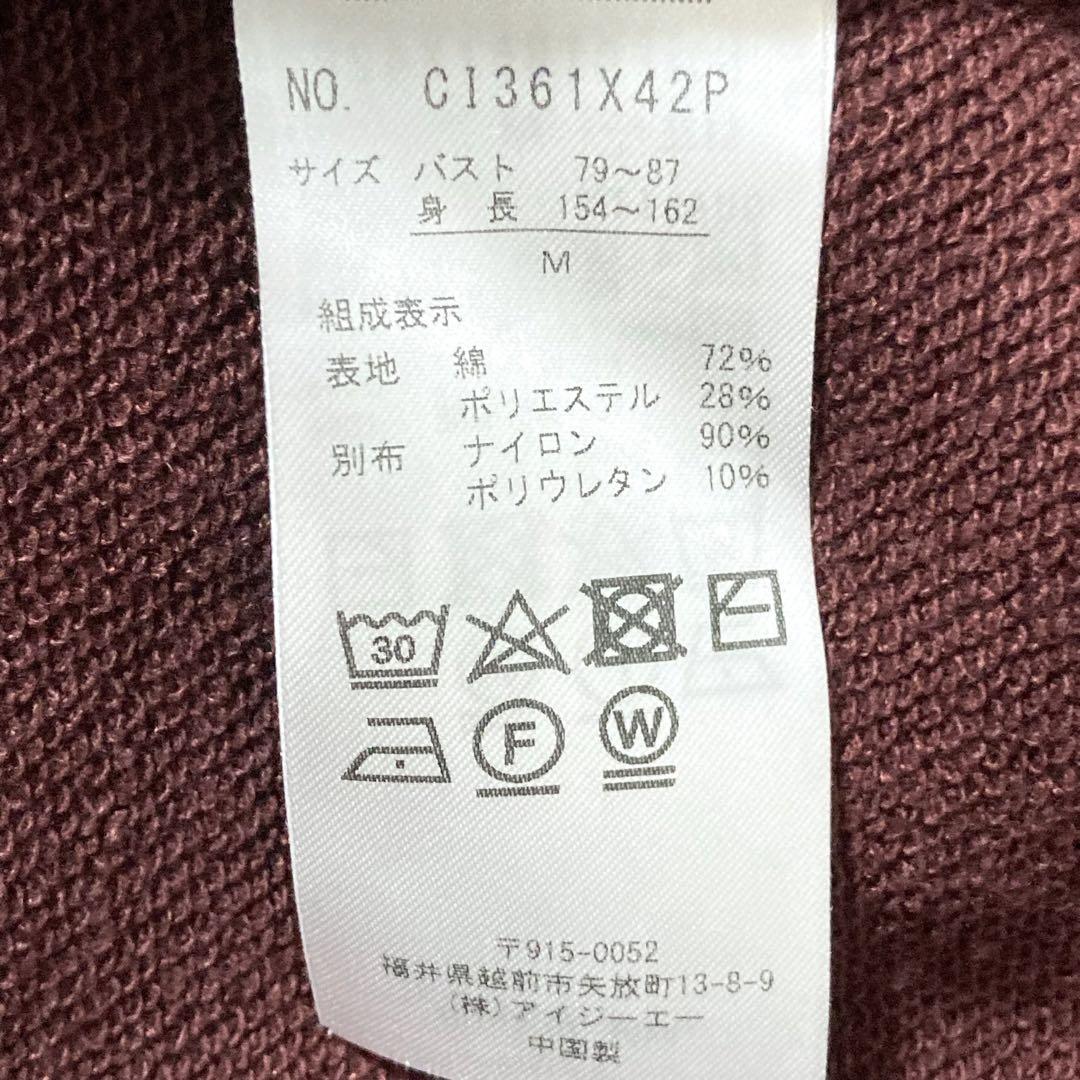 NO. CI361X42P
サイズ バスト 79～87
身 長 154～162
M
組成表示
表地 綿 72%
ポリエステル 28%
別布 ナイロン 90%
ポリウレタン 10%
30
F
W
〒915-0052
福井県越前市矢放町13-8-9
(株)アイジーエー
中国製